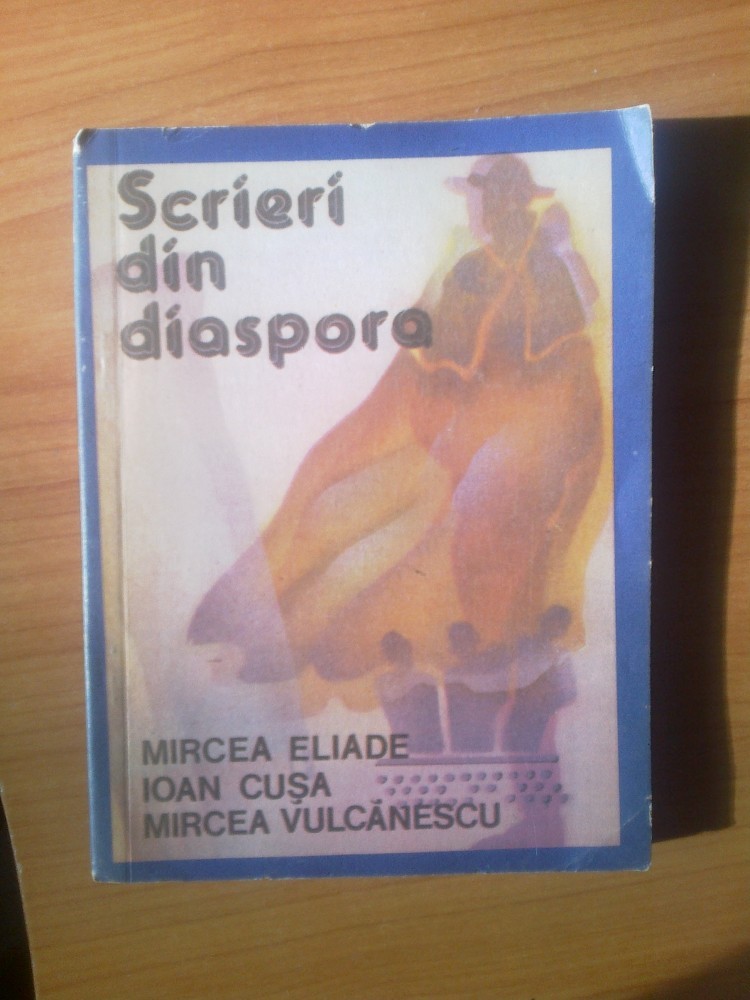 Scrieri
din
diaspora
MIRCEA ELIADE
IOAN CUȘA
MIRCEA VULCĂNESCU